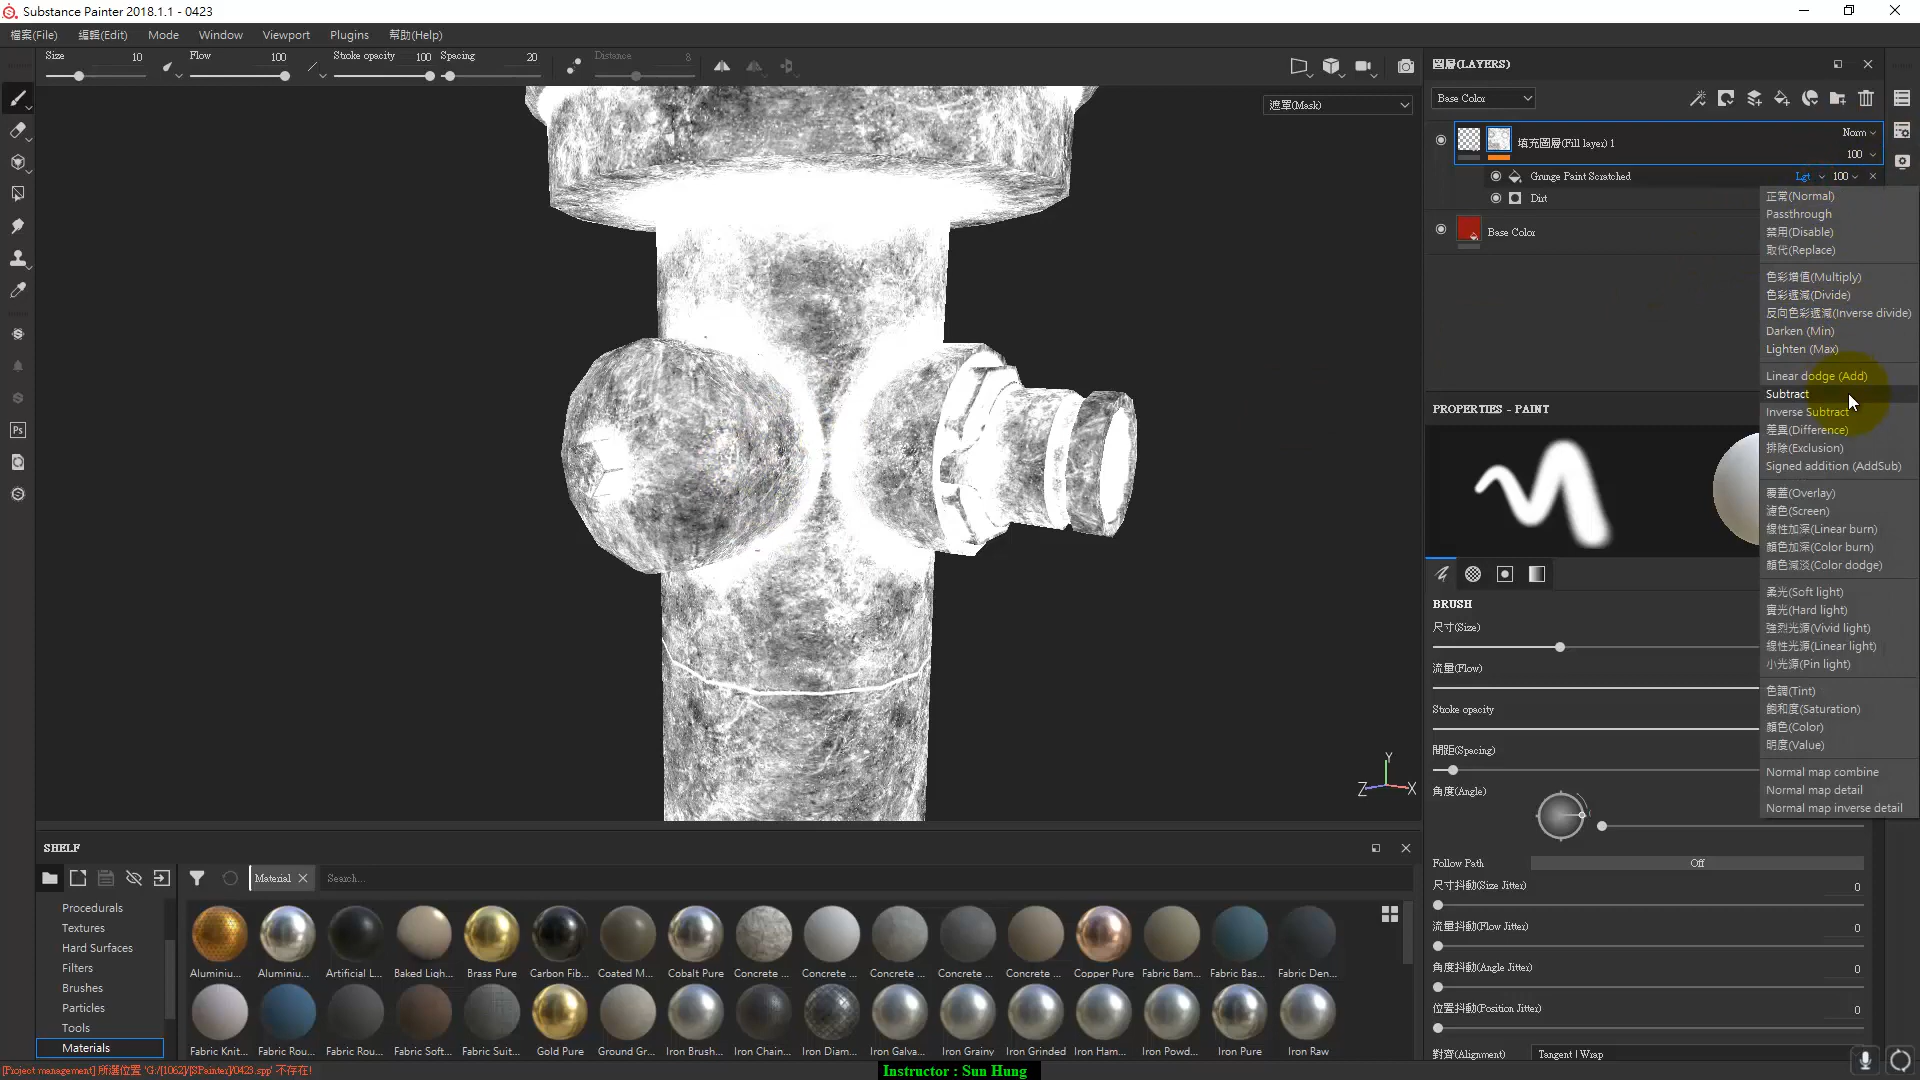 Substance Painter 2018.1.1 - 0423
檔案(File) 編輯(Edit) Mode Window Viewport Plugins 幫助(Help)
Size 10 Flow 100 Stroke opacity 100 Spacing 20 Distance 8
遮罩(Mask)
圖層(LAYERS)
Base Color
填充圖層(Fill layer) 1 Norm
100
Grunge Paint Scratched Lgt 100
Dirt
Base Color
正常(Normal)
Passthrough
禁用(Disable)
取代(Replace)
色彩增值(Multiply)
色彩遞減(Divide)
反向色彩遞減(Inverse divide)
Darken (Min)
Lighten (Max)
Linear dodge (Add)
Subtract
Inverse Subtract
差異(Difference)
排除(Exclusion)
Signed addition (AddSub)
覆蓋(Overlay)
濾色(Screen)
線性加深(Linear burn)
顏色加深(Color burn)
顏色減淡(Color dodge)
柔光(Soft light)
實光(Hard light)
強烈光源(Vivid light)
線性光源(Linear light)
小光源(Pin light)
色調(Tint)
飽和度(Saturation)
顏色(Color)
明度(Value)
Normal map combine
Normal map detail
Normal map inverse detail
PROPERTIES - PAINT
BRUSH
尺寸(Size)
流量(Flow)
Stroke opacity
間距(Spacing)
角度(Angle)
Follow Path Off
尺寸抖動(Size Jitter) 0
流量抖動(Flow Jitter) 0
角度抖動(Angle Jitter) 0
位置抖動(Position Jitter) 0
對齊(Alignment) Tangent | Wrap
Y
Z X
Ps
SHELF
Material Search...
Procedurals
Textures
Hard Surfaces
Filters
Brushes
Particles
Tools
Materials
Aluminiu... Aluminiu... Artificial L... Baked Ligh... Brass Pure Carbon Fib... Coated M... Cobalt Pure Concrete ... Concrete ... Concrete ... Concrete ... Concrete ... Copper Pure Fabric Bam... Fabric Bas... Fabric Den...
Fabric Knit... Fabric Rou... Fabric Rou... Fabric Soft... Fabric Suit... Gold Pure Ground Gr... Iron Brush... Iron Chain... Iron Diam... Iron Galva... Iron Grainy Iron Grinded Iron Ham... Iron Powd... Iron Pure Iron Raw
[Project management] 所選位置 'G:/[1062]/[SPainter]/0423.spp' 不存在!
Instructor : Sun Hung